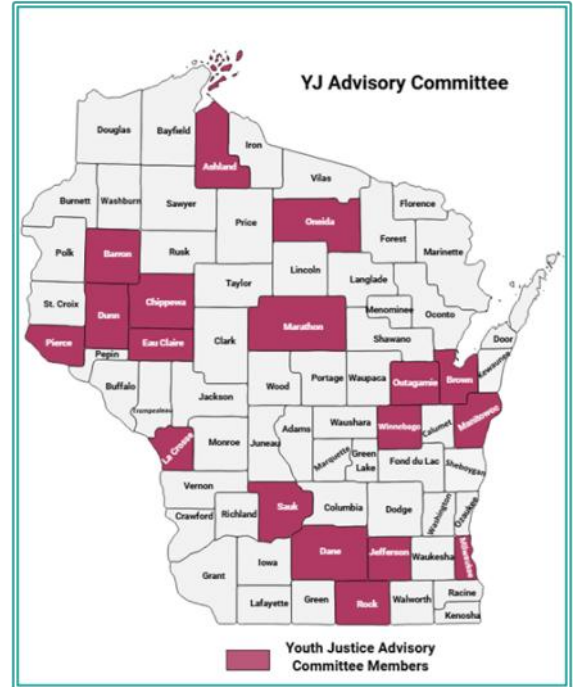 YJ Advisory Committee
Douglas
Bayfield
Ashland
Iron
Vilas
Burnett
Washburn
Sawyer
Price
Oneida
Florence
Forest
Marinette
Polk
Barron
Rusk
Lincoln
Langlade
Taylor
Chippewa
St. Croix
Dunn
Menominee
Oconto
Pierce
Eau Claire
Clark
Marathon
Shawano
Door
Pepin
Buffalo
Trempealeau
Jackson
Wood
Portage
Waupaca
Outagamie
Brown
Kewaunee
La Crosse
Monroe
Juneau
Adams
Waushara
Winnebago
Calumet
Manitowoc
Marquette
Green
Lake
Fond du Lac
Sheboygan
Vernon
Crawford
Richland
Sauk
Columbia
Dodge
Washington
Ozaukee
Grant
Iowa
Dane
Jefferson
Waukesha
Milwaukee
Lafayette
Green
Rock
Walworth
Racine
Kenosha
Youth Justice Advisory
Committee Members